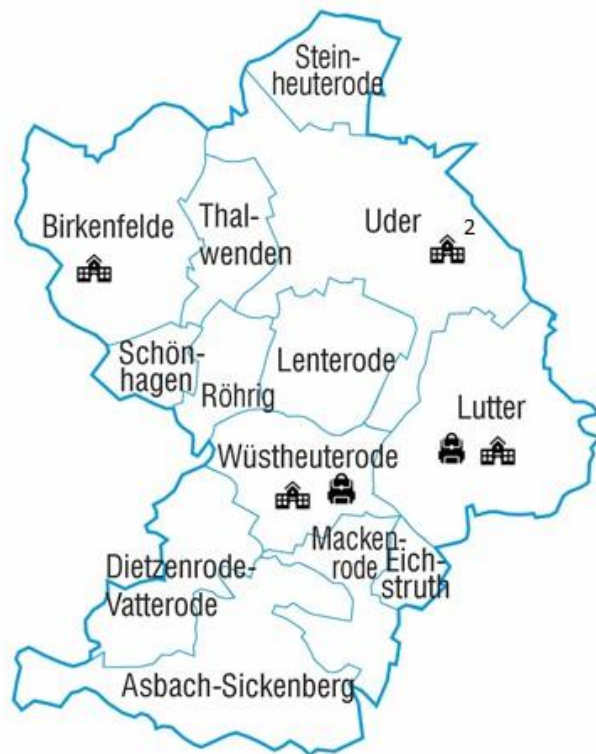 Stein-
heuterode
Birkenfelde
Thal-
wenden
Uder 2
Schön-
hagen
Röhrig
Lenterode
Lutter
Wüstheuterode
Macken-
rode
Eich-
struth
Dietzenrode-
Vatterode
Asbach-Sickenberg